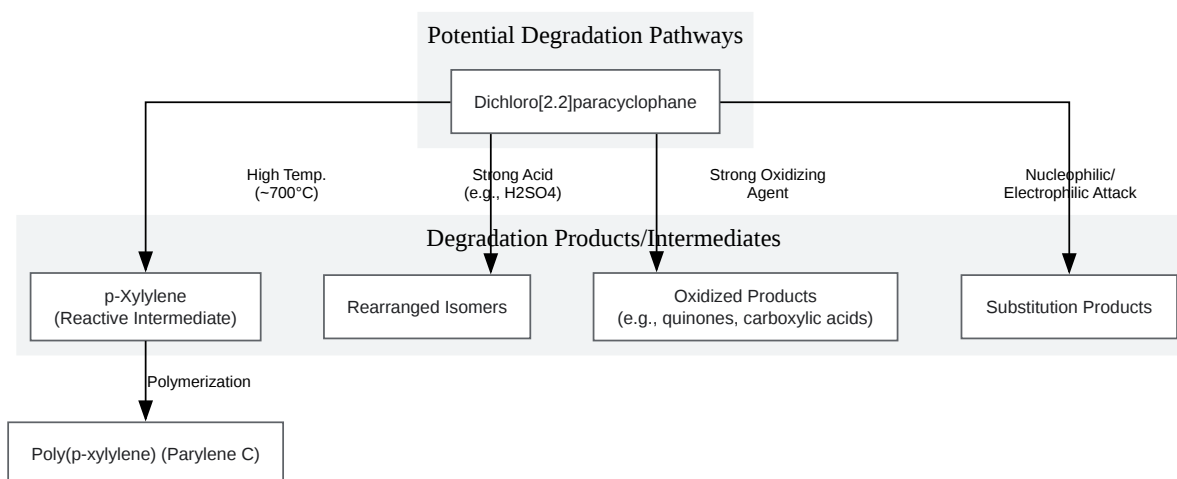 Potential Degradation Pathways
Dichloro[2.2]paracyclophane
High Temp.
(~700°C)
Strong Acid
(e.g., H2SO4)
Strong Oxidizing
Agent
Nucleophilic/
Electrophilic Attack
Degradation Products/Intermediates
p-Xylylene
(Reactive Intermediate)
Rearranged Isomers
Oxidized Products
(e.g., quinones, carboxylic acids)
Substitution Products
Polymerization
Poly(p-xylylene) (Parylene C)